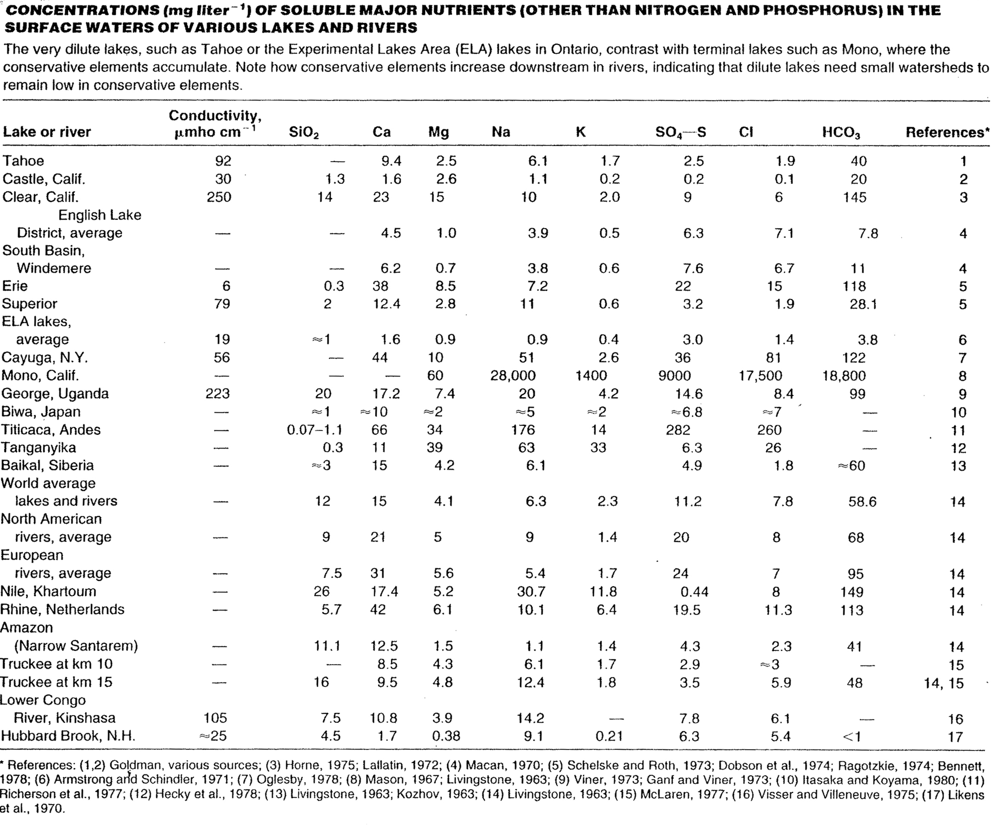 CONCENTRATIONS (mg liter⁻¹) OF SOLUBLE MAJOR NUTRIENTS (OTHER THAN NITROGEN AND PHOSPHORUS) IN THE
SURFACE WATERS OF VARIOUS LAKES AND RIVERS
The very dilute lakes, such as Tahoe or the Experimental Lakes Area (ELA) lakes in Ontario, contrast with terminal lakes such as Mono, where the
conservative elements accumulate. Note how conservative elements increase downstream in rivers, indicating that dilute lakes need small watersheds to
remain low in conservative elements.
Conductivity,
Lake or river μmho cm⁻¹ SiO₂ Ca Mg Na K SO₄—S Cl HCO₃ References*
Tahoe 92 — 9.4 2.5 6.1 1.7 2.5 1.9 40 1
Castle, Calif. 30 1.3 1.6 2.6 1.1 0.2 0.2 0.1 20 2
Clear, Calif. 250 14 23 15 10 2.0 9 6 145 3
English Lake
District, average — — 4.5 1.0 3.9 0.5 6.3 7.1 7.8 4
South Basin,
Windemere — — 6.2 0.7 3.8 0.6 7.6 6.7 11 4
Erie 6 0.3 38 8.5 7.2 22 15 118 5
Superior 79 2 12.4 2.8 11 0.6 3.2 1.9 28.1 5
ELA lakes,
average 19 ≈1 1.6 0.9 0.9 0.4 3.0 1.4 3.8 6
Cayuga, N.Y. 56 — 44 10 51 2.6 36 81 122 7
Mono, Calif. — — — 60 28,000 1400 9000 17,500 18,800 8
George, Uganda 223 20 17.2 7.4 20 4.2 14.6 8.4 99 9
Biwa, Japan — ≈1 ≈10 ≈2 ≈5 ≈2 ≈6.8 ≈7 — 10
Titicaca, Andes — 0.07–1.1 66 34 176 14 282 260 — 11
Tanganyika — 0.3 11 39 63 33 6.3 26 — 12
Baikal, Siberia — ≈3 15 4.2 6.1 4.9 1.8 ≈60 13
World average
lakes and rivers — 12 15 4.1 6.3 2.3 11.2 7.8 58.6 14
North American
rivers, average — 9 21 5 9 1.4 20 8 68 14
European
rivers, average — 7.5 31 5.6 5.4 1.7 24 7 95 14
Nile, Khartoum — 26 17.4 5.2 30.7 11.8 0.44 8 149 14
Rhine, Netherlands — 5.7 42 6.1 10.1 6.4 19.5 11.3 113 14
Amazon
(Narrow Santarem) — 11.1 12.5 1.5 1.1 1.4 4.3 2.3 41 14
Truckee at km 10 — — 8.5 4.3 6.1 1.7 2.9 ≈3 — 15
Truckee at km 15 — 16 9.5 4.8 12.4 1.8 3.5 5.9 48 14, 15
Lower Congo
River, Kinshasa 105 7.5 10.8 3.9 14.2 — 7.8 6.1 — 16
Hubbard Brook, N.H. ≈25 4.5 1.7 0.38 9.1 0.21 6.3 5.4 <1 17
* References: (1,2) Goldman, various sources; (3) Horne, 1975; Lallatin, 1972; (4) Macan, 1970; (5) Schelske and Roth, 1973; Dobson et al., 1974; Ragotzkie, 1974; Bennett,
1978; (6) Armstrong and Schindler, 1971; (7) Oglesby, 1978; (8) Mason, 1967; Livingstone, 1963; (9) Viner, 1973; Ganf and Viner, 1973; (10) Itasaka and Koyama, 1980; (11)
Richerson et al., 1977; (12) Hecky et al., 1978; (13) Livingstone, 1963; Kozhov, 1963; (14) Livingstone, 1963; (15) McLaren, 1977; (16) Visser and Villeneuve, 1975; (17) Likens
et al., 1970.